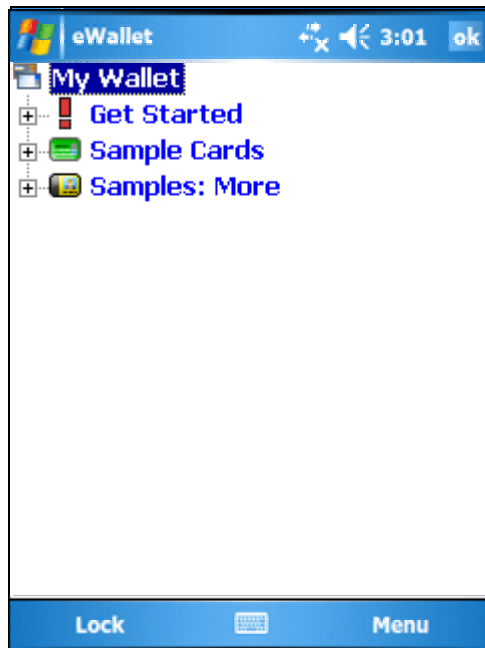 eWallet 3:01 ok
My Wallet
Get Started
Sample Cards
Samples: More
Lock Menu